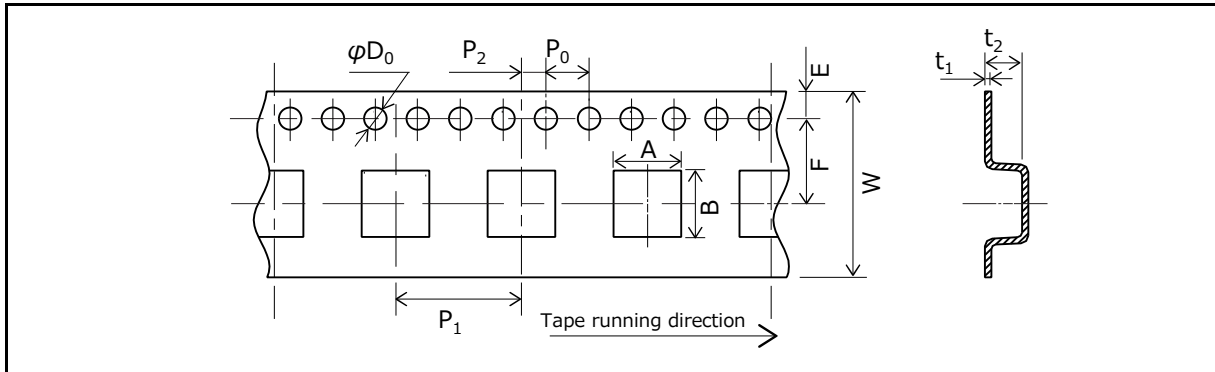 φD0
P2
P0
E
t1
t2
A
B
F
W
P1
Tape running direction